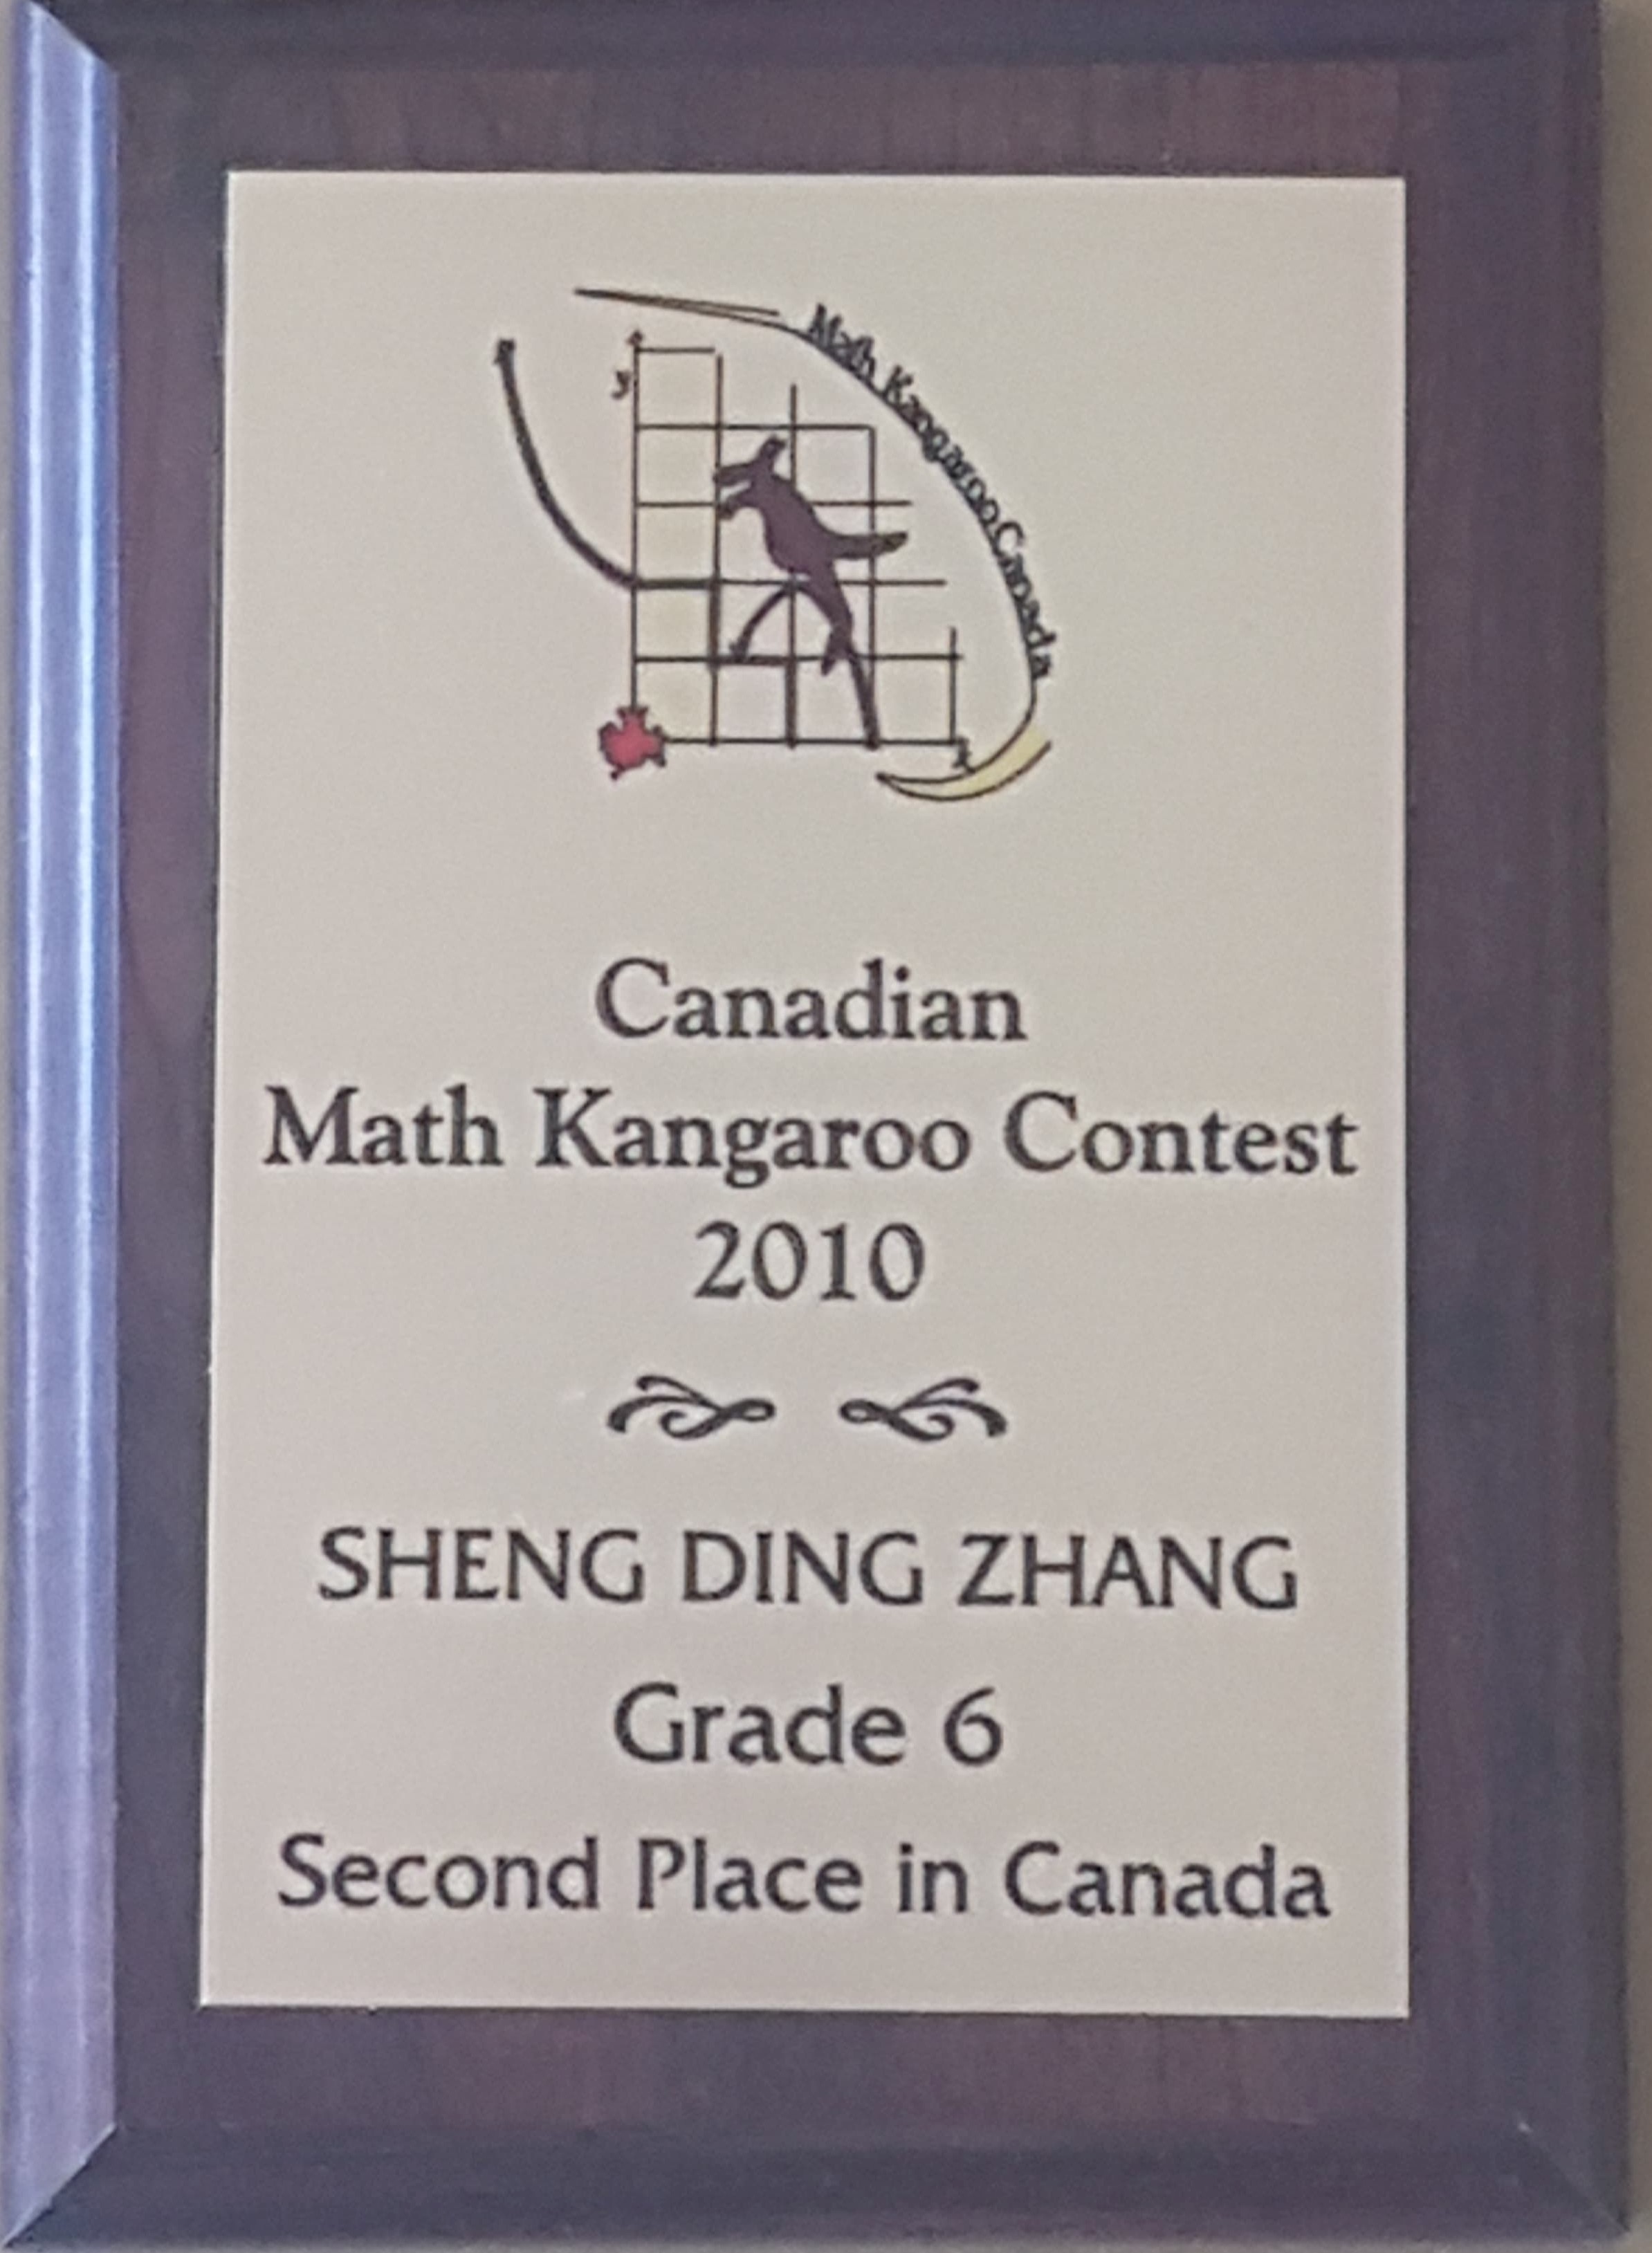 y
Math Kangaroo Canada
x
Canadian
Math Kangaroo Contest
2010
SHENG DING ZHANG
Grade 6
Second Place in Canada